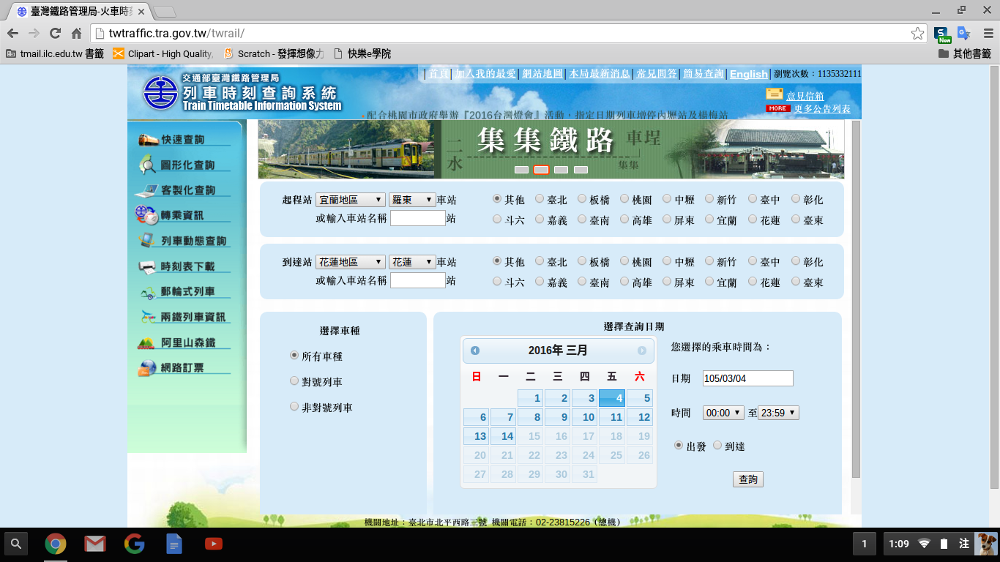 臺灣鐵路管理局-火車時刻
twtraffic.tra.gov.tw/twrail/
tmail.ilc.edu.tw 書籤 Clipart - High Quality, Scratch - 發揮想像力 快樂e學院 其他書籤
New
交通部臺灣鐵路管理局
列車時刻查詢系統
Train Timetable Information System
| 首頁 | 加入我的最愛 | 網站地圖 | 本局最新消息 | 常見問答 | 簡易查詢 | English | 瀏覽次數：1135332111
意見信箱
MORE 更多公告列表
配合桃園市政府舉辦『2016台灣燈會』活動，指定日期列車增停內壢站及楊梅站
快速查詢
圖形化查詢
客製化查詢
轉乘資訊
列車動態查詢
時刻表下載
郵輪式列車
兩鐵列車資訊
阿里山森鐵
網路訂票
二水 集集鐵路 車埕
集集
起程站 宜蘭地區 羅東 車站 其他 臺北 板橋 桃園 中壢 新竹 臺中 彰化
或輸入車站名稱 站 斗六 嘉義 臺南 高雄 屏東 宜蘭 花蓮 臺東
到達站 花蓮地區 花蓮 車站 其他 臺北 板橋 桃園 中壢 新竹 臺中 彰化
或輸入車站名稱 站 斗六 嘉義 臺南 高雄 屏東 宜蘭 花蓮 臺東
選擇車種
所有車種
對號列車
非對號列車
選擇查詢日期
2016年 三月
日 一 二 三 四 五 六
1 2 3 4 5
6 7 8 9 10 11 12
13 14 15 16 17 18 19
20 21 22 23 24 25 26
27 28 29 30 31
您選擇的乘車時間為：
日期 105/03/04
時間 00:00 至 23:59
出發 到達
查詢
機關地址：臺北市北平西路三號 機關電話：02-23815226（總機）
1 1:09 注